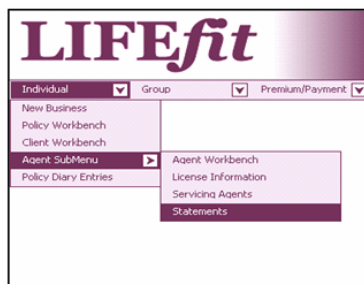 LIFEfit
Individual Group Premium/Payment
New Business
Policy Workbench
Client Workbench
Agent SubMenu Agent Workbench
Policy Diary Entries License Information
Servicing Agents
Statements